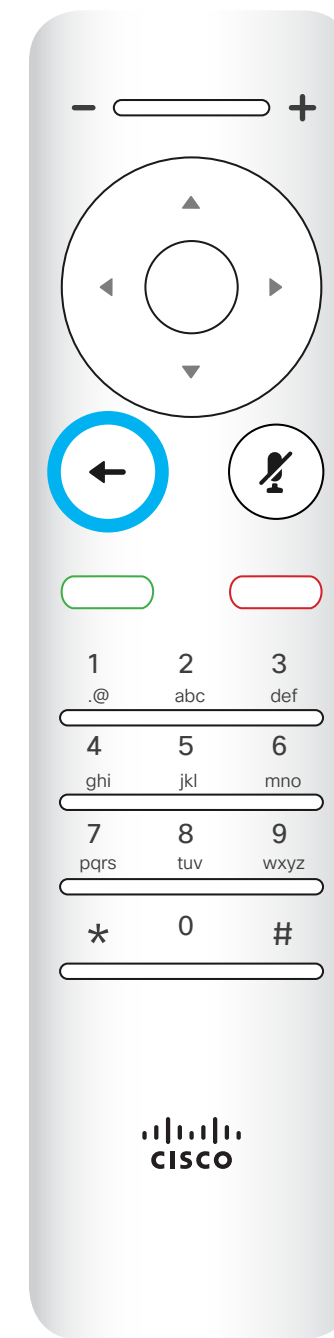 - +
1 2 3
.@ abc def
4 5 6
ghi jkl mno
7 8 9
pqrs tuv wxyz
* 0 #
CISCO